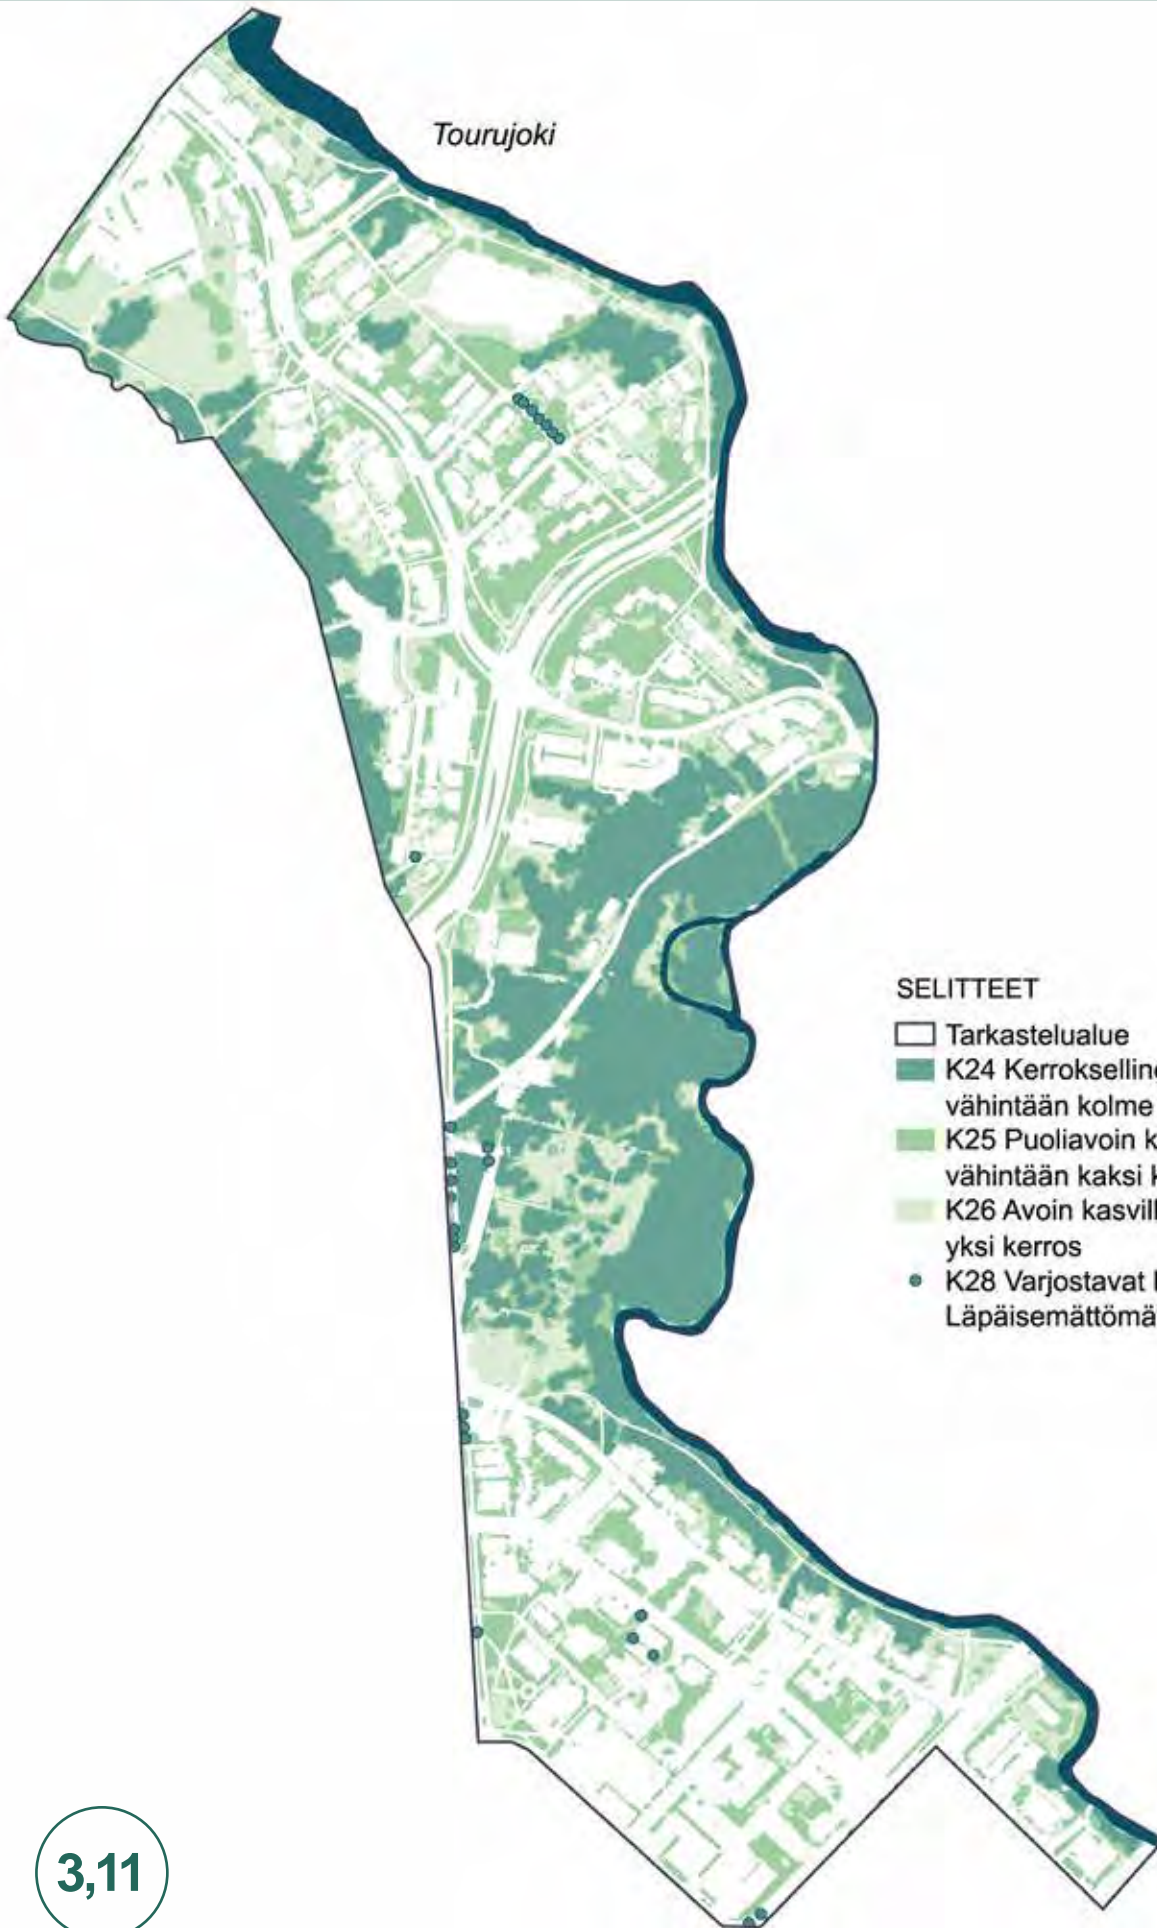 Tourujoki
SELITTEET
Tarkastelualue
K24 Kerrokselline
vähintään kolme
K25 Puoliavoin k
vähintään kaksi k
K26 Avoin kasvill
yksi kerros
K28 Varjostavat
Läpäisemättömä
3,11